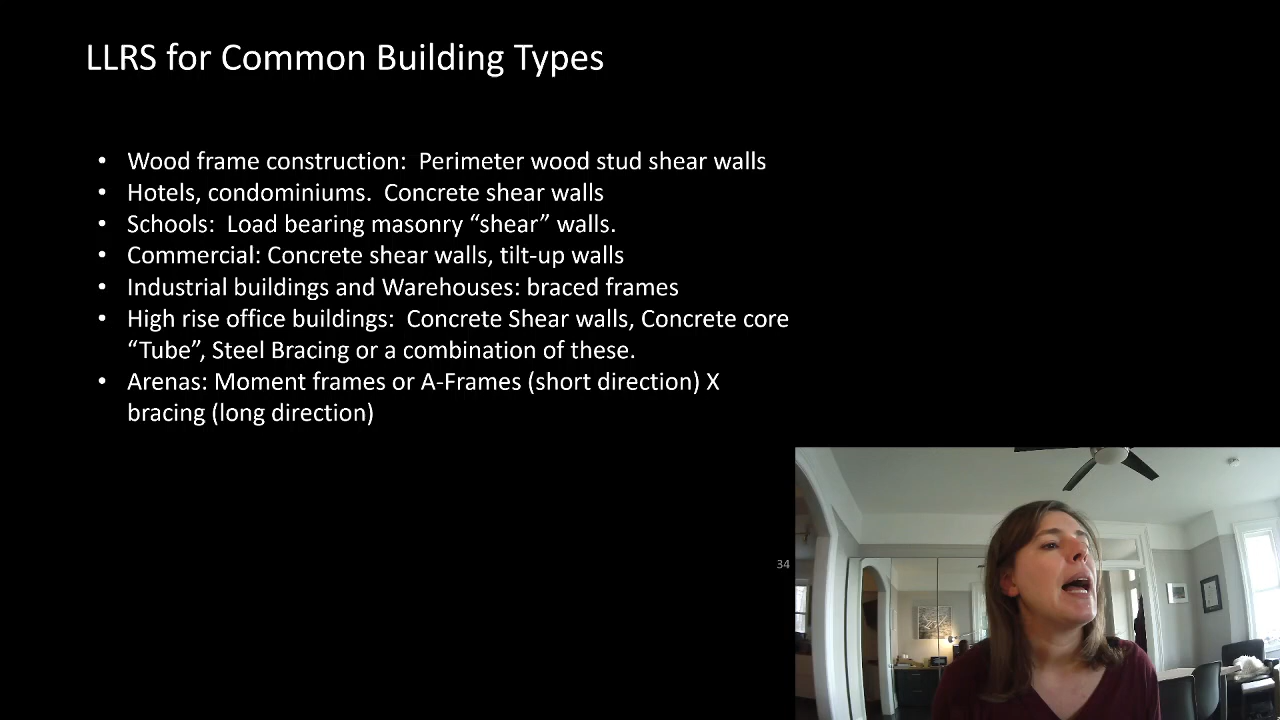 LLRS for Common Building Types
• Wood frame construction:  Perimeter wood stud shear walls
• Hotels, condominiums.  Concrete shear walls
• Schools:  Load bearing masonry “shear” walls.
• Commercial: Concrete shear walls, tilt-up walls
• Industrial buildings and Warehouses: braced frames
• High rise office buildings:  Concrete Shear walls, Concrete core
“Tube”, Steel Bracing or a combination of these.
• Arenas: Moment frames or A-Frames (short direction) X
bracing (long direction)
34